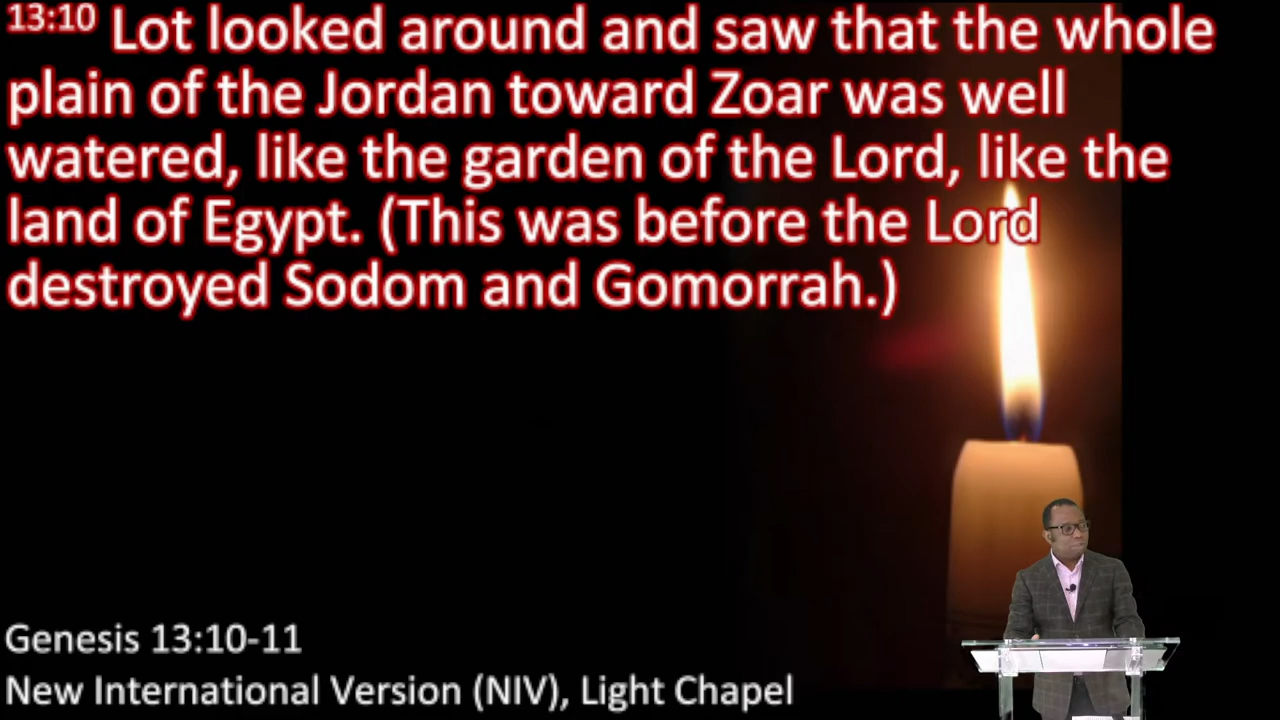 13:10 Lot looked around and saw that the whole
plain of the Jordan toward Zoar was well
watered, like the garden of the Lord, like the
land of Egypt. (This was before the Lord
destroyed Sodom and Gomorrah.)
Genesis 13:10-11
New International Version (NIV), Light Chapel